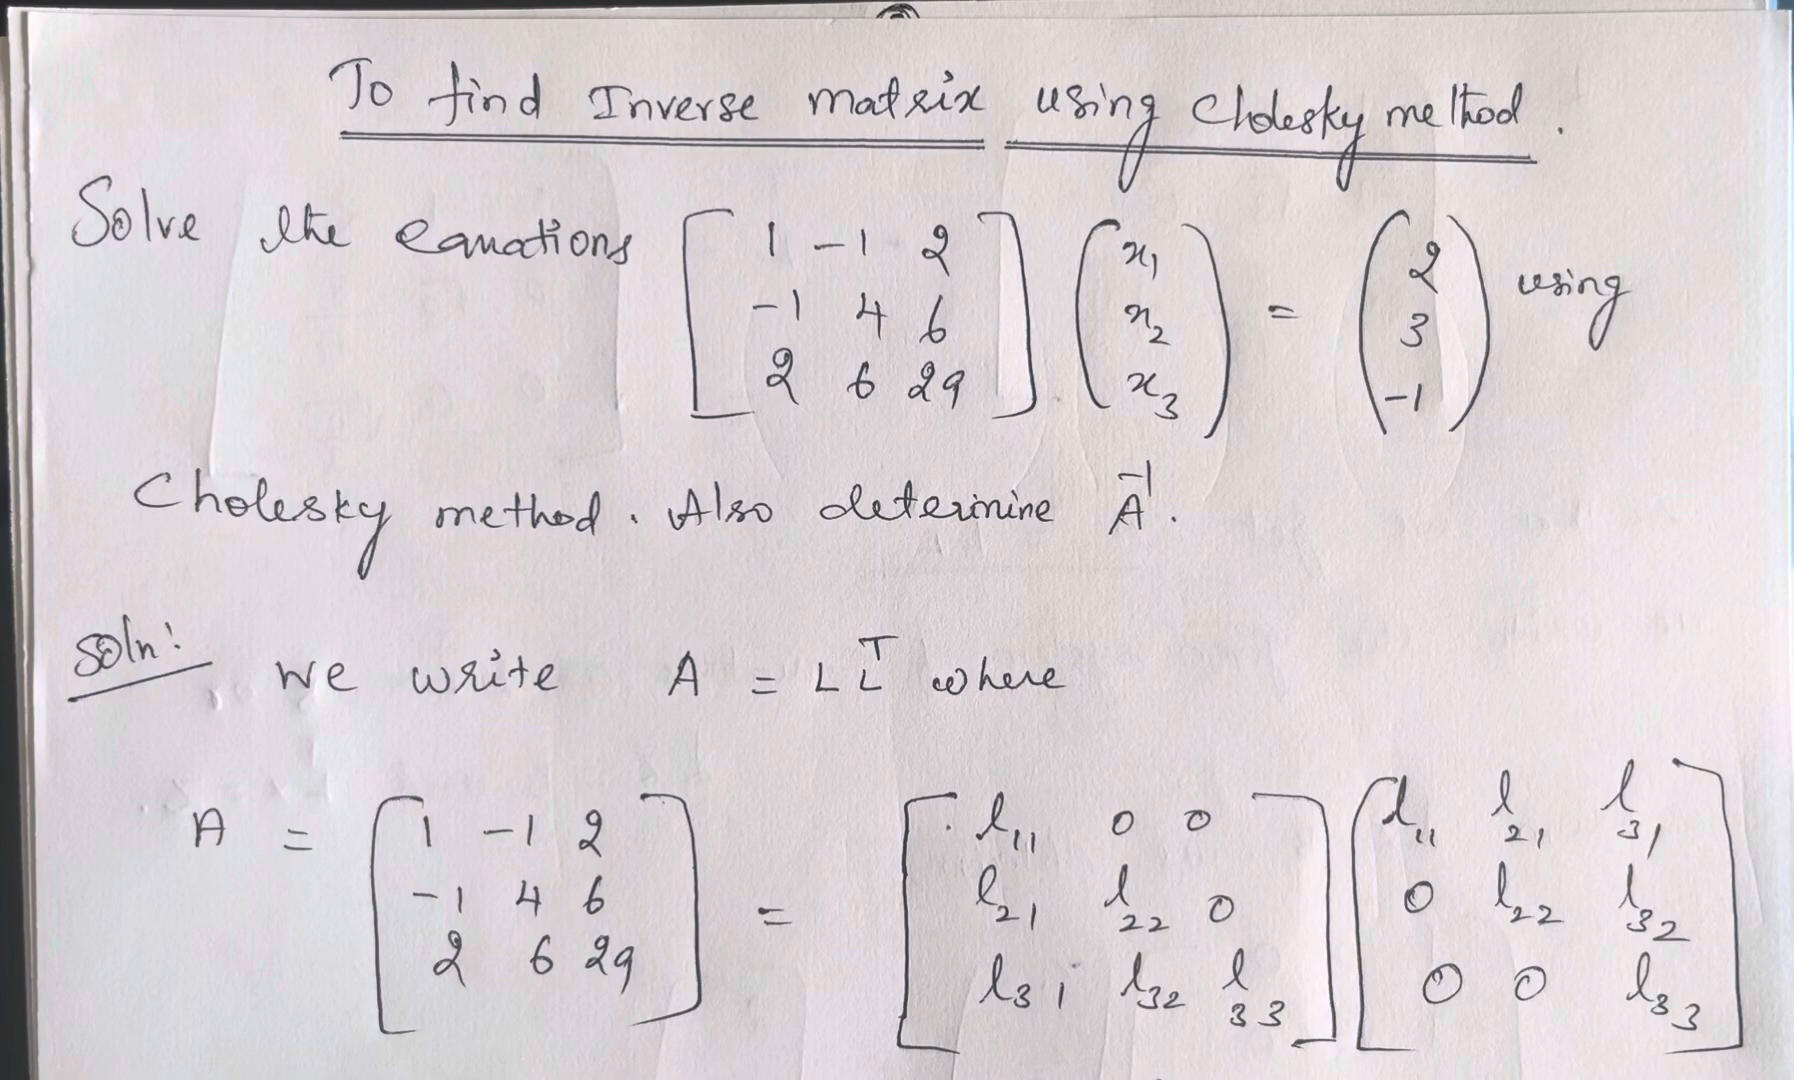 To find Inverse matrix using Cholesky method.
Solve the equations [1 -1 2; -1 4 6; 2 6 29] (x1; x2; x3) = (2; 3; -1) using
Cholesky method. Also determine A^-1.
soln:
We write A = L L^T where
A = [1 -1 2; -1 4 6; 2 6 29] = [l11 0 0; l21 l22 0; l31 l32 l33] [l11 l21 l31; 0 l22 l32; 0 0 l33]